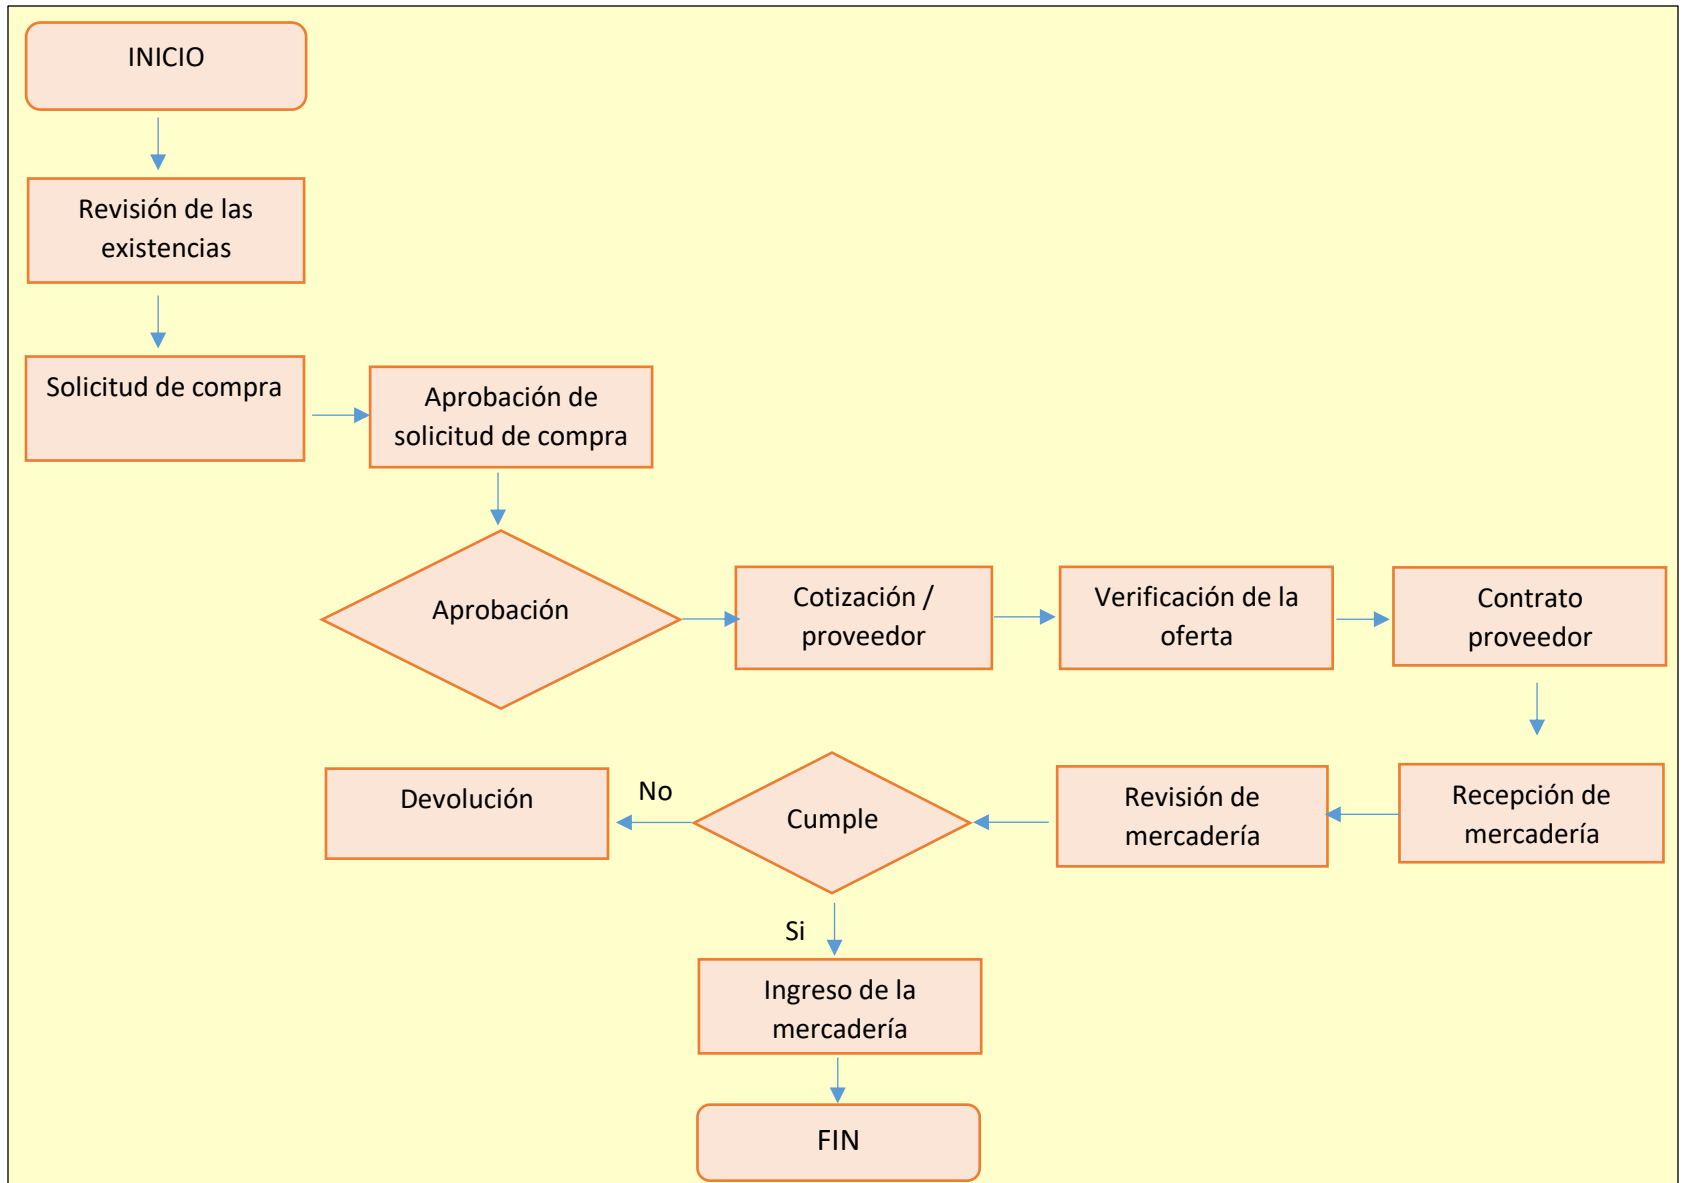 INICIO
Revisión de las
existencias
Solicitud de compra
Aprobación de
solicitud de compra
Aprobación
Cotización /
proveedor
Verificación de la
oferta
Contrato
proveedor
Recepción de
mercadería
Revisión de
mercadería
Cumple
No
Devolución
Si
Ingreso de la
mercadería
FIN